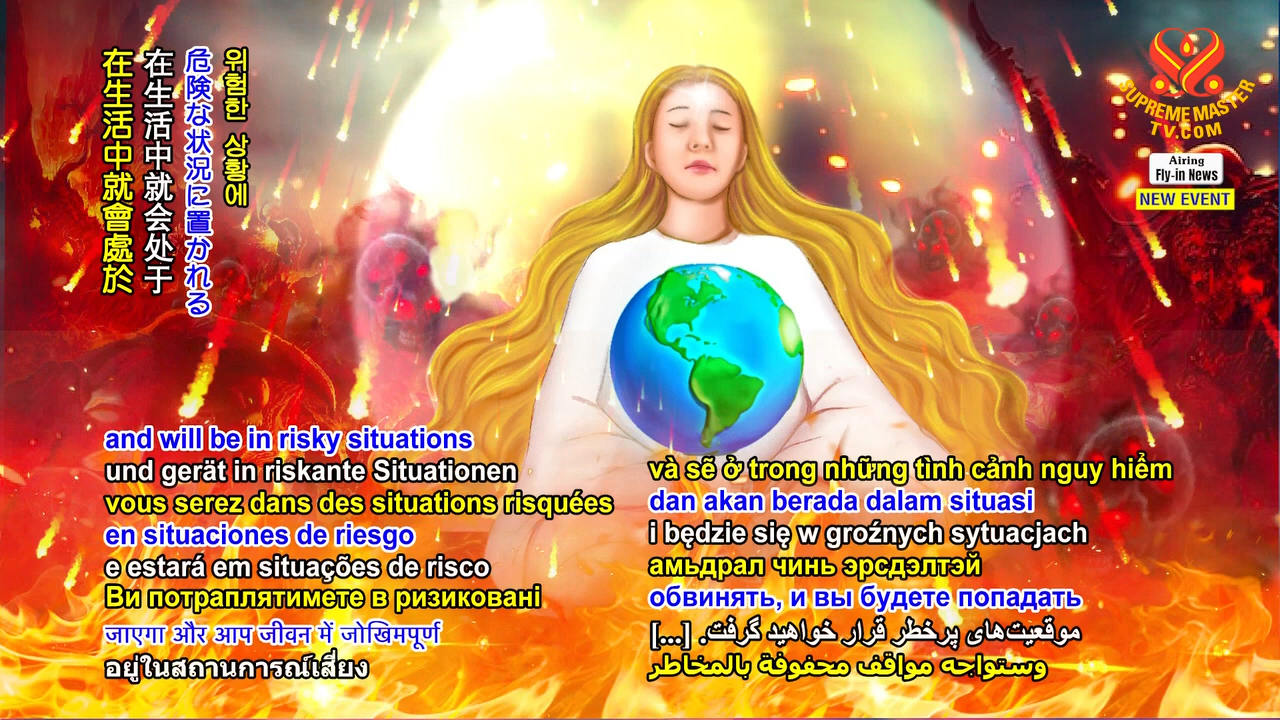 在生活中就會處於
在生活中就会处于
危険な状況に置かれる
위험한 상황에
SUPREME MASTER
TV.COM
Airing
Fly-in News
NEW EVENT
and will be in risky situations
und gerät in riskante Situationen
vous serez dans des situations risquées
en situaciones de riesgo
e estará em situações de risco
Ви потраплятимете в ризиковані
जाएगा और आप जीवन में जोखिमपूर्ण
อยู่ในสถานการณ์เสี่ยง
và sẽ ở trong những tình cảnh nguy hiểm
dan akan berada dalam situasi
i będzie się w groźnych sytuacjach
амьдрал чинь эрсдэлтэй
обвинять, и вы будете попадать
موقعیت‌های پرخطر قرار خواهید گرفت. [...]
وستواجه مواقف محفوفة بالمخاطر